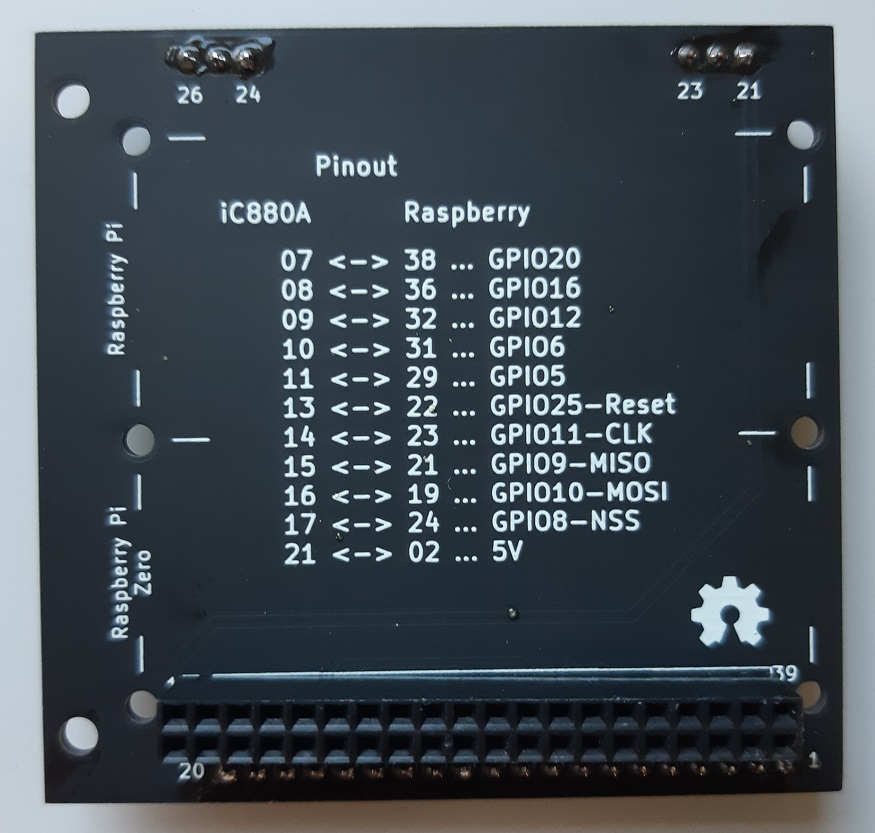 26 24
23 21
Pinout
iC880A Raspberry
07 <-> 38 ... GPIO20
08 <-> 36 ... GPIO16
09 <-> 32 ... GPIO12
10 <-> 31 ... GPIO6
11 <-> 29 ... GPIO5
13 <-> 22 ... GPIO25-Reset
14 <-> 23 ... GPIO11-CLK
15 <-> 21 ... GPIO9-MISO
16 <-> 19 ... GPIO10-MOSI
17 <-> 24 ... GPIO8-NSS
21 <-> 02 ... 5V
Raspberry Pi
Raspberry Pi
Zero
39
20
1